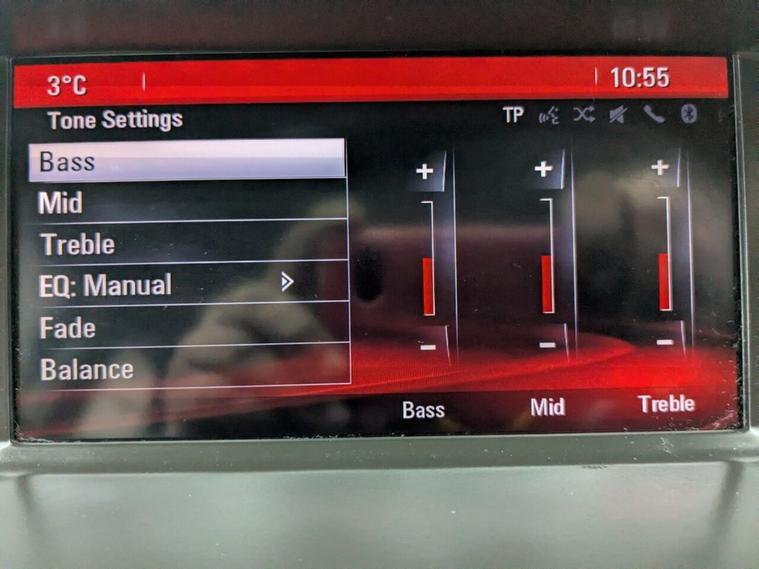 3°C 10:55
Tone Settings TP
Bass
Mid
Treble
EQ: Manual
Fade
Balance
+ + +
- - -
Bass Mid Treble